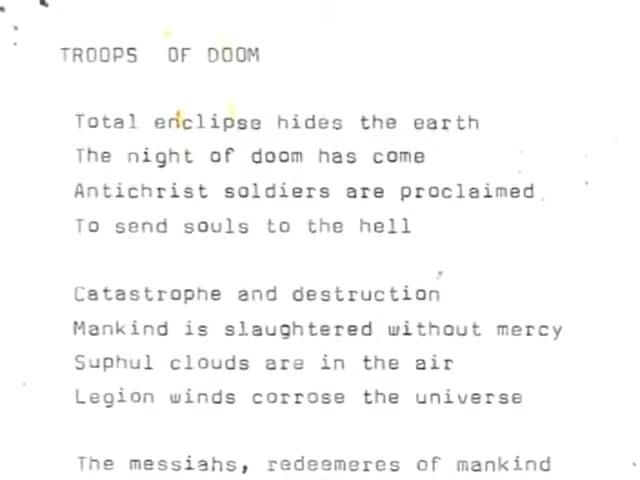 TROOPS OF DOOM
Total enclipse hides the earth
The night of doom has come
Antichrist soldiers are proclaimed
To send souls to the hell
Catastrophe and destruction
Mankind is slaughtered without mercy
Suphul clouds are in the air
Legion winds corrose the universe
The messiahs, redeemeres of mankind